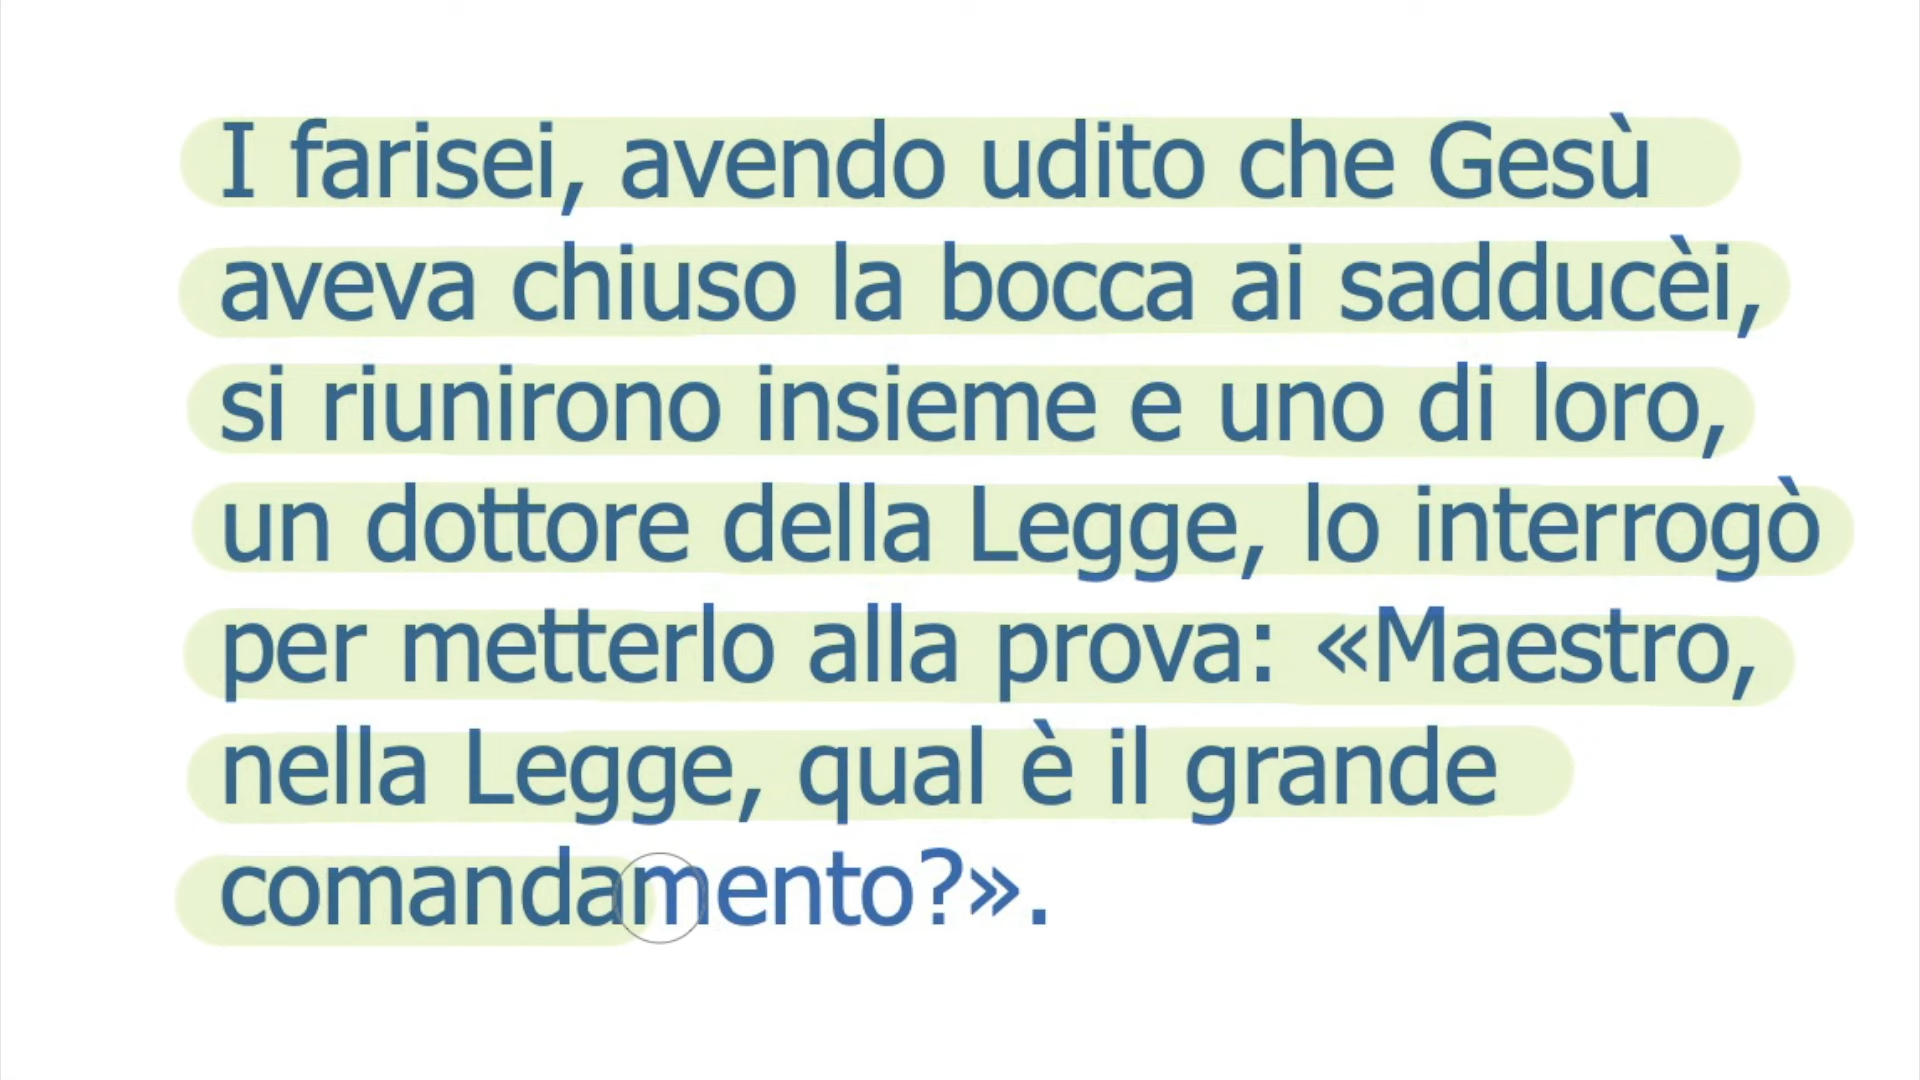 I farisei, avendo udito che Gesù
aveva chiuso la bocca ai sadducèi,
si riunirono insieme e uno di loro,
un dottore della Legge, lo interrogò
per metterlo alla prova: «Maestro,
nella Legge, qual è il grande
comandamento?».